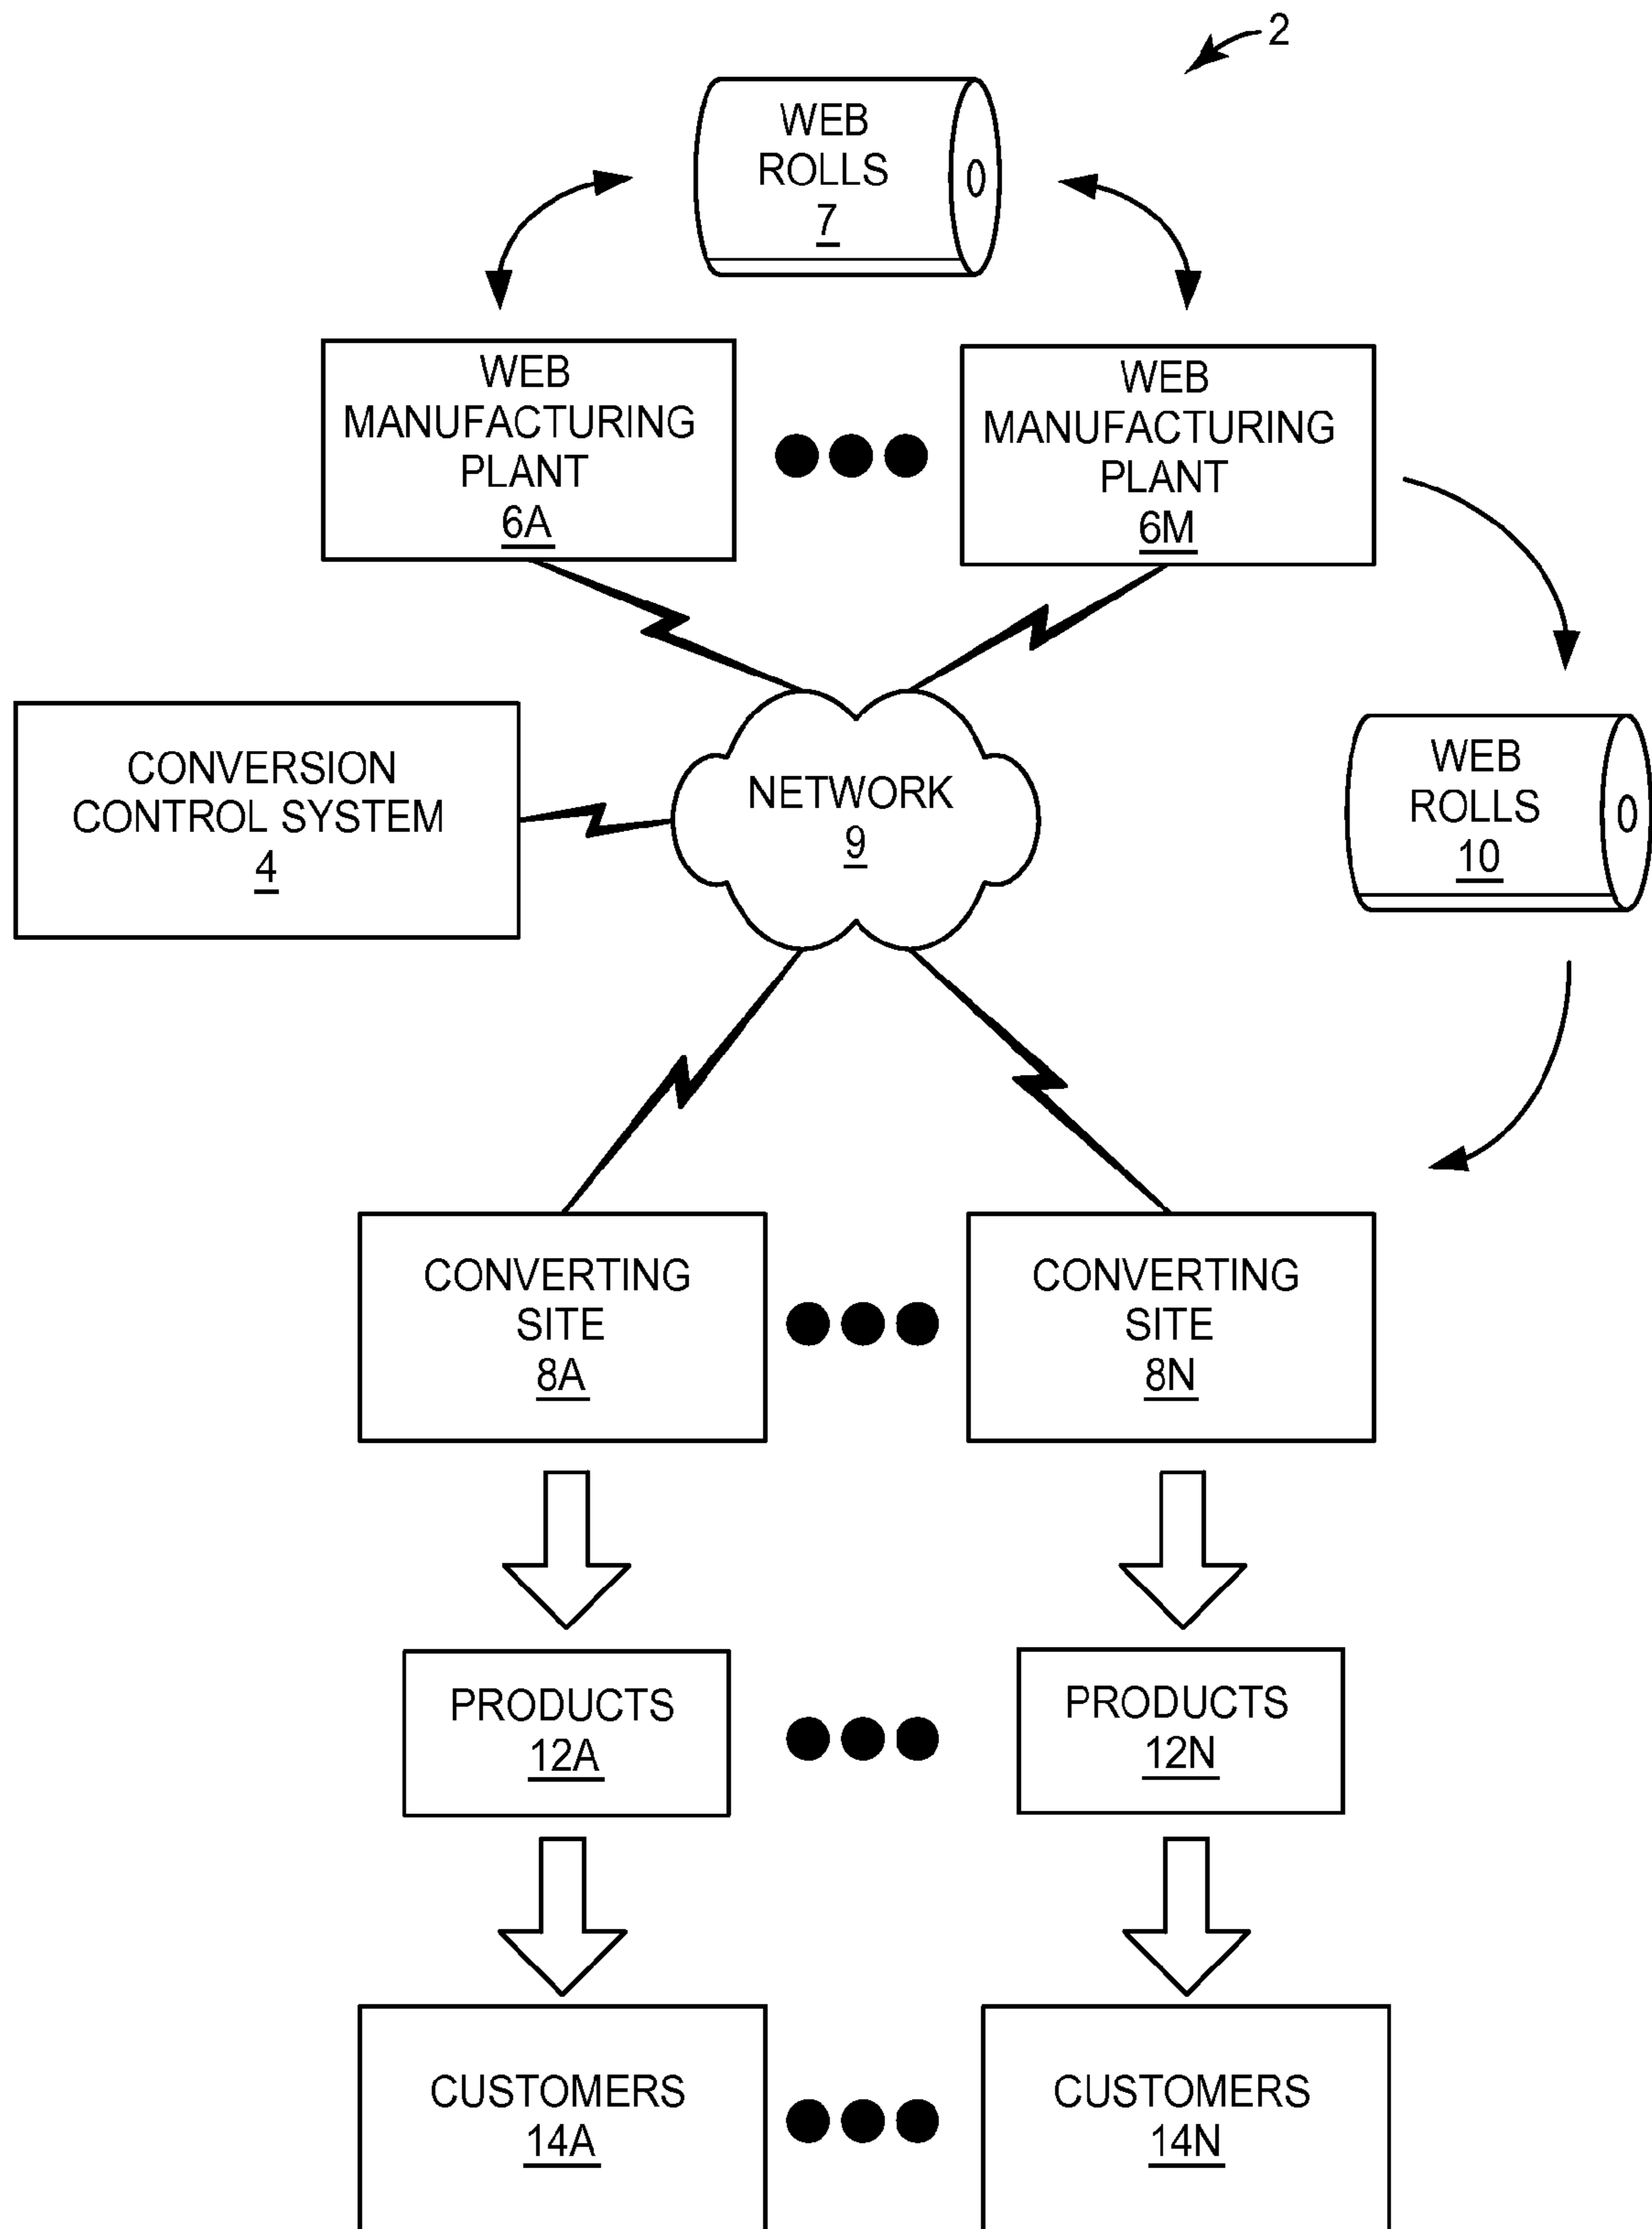 2
WEB
ROLLS
7
WEB
MANUFACTURING
PLANT
6A
WEB
MANUFACTURING
PLANT
6M
CONVERSION
CONTROL SYSTEM
4
NETWORK
9
WEB
ROLLS
10
CONVERTING
SITE
8A
CONVERTING
SITE
8N
PRODUCTS
12A
PRODUCTS
12N
CUSTOMERS
14A
CUSTOMERS
14N